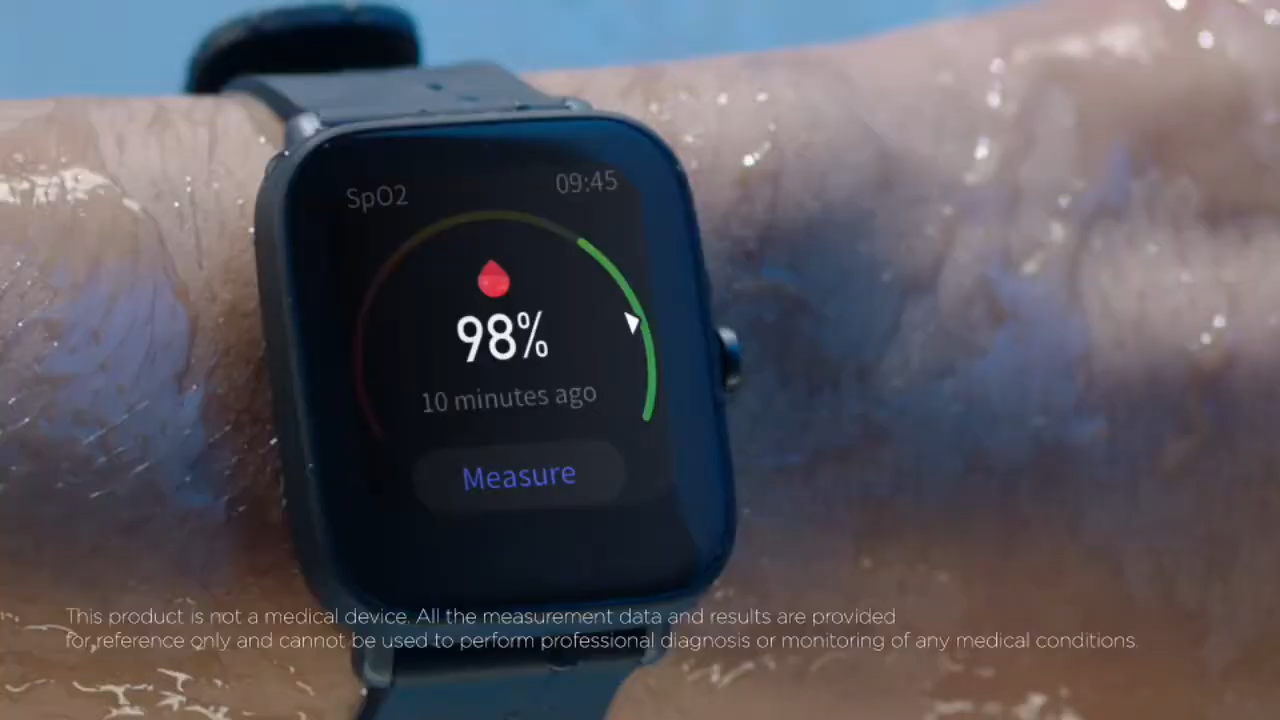 SpO2
09:45
98%
10 minutes ago
Measure
This product is not a medical device. All the measurement data and results are provided
for reference only and cannot be used to perform professional diagnosis or monitoring of any medical conditions.